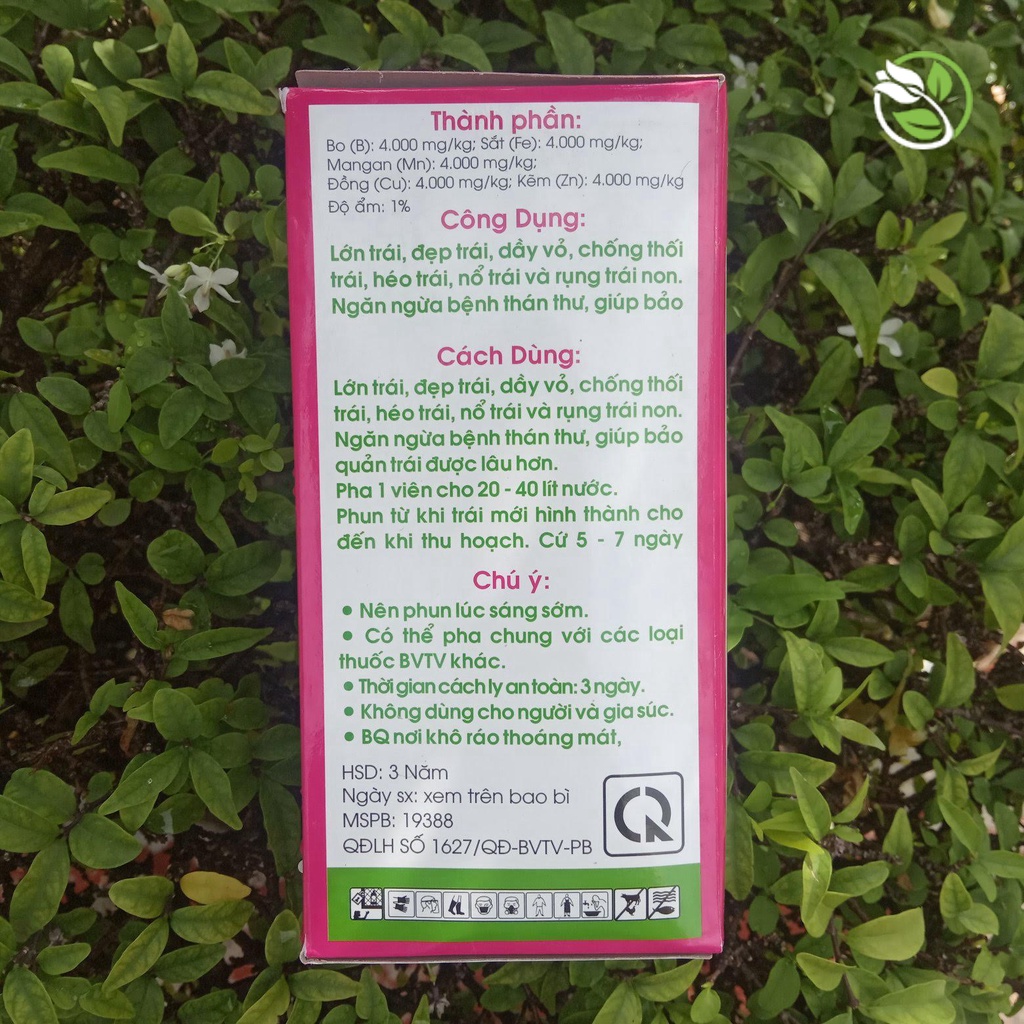 Thành phần:
Bo (B): 4.000 mg/kg; Sắt (Fe): 4.000 mg/kg;
Mangan (Mn): 4.000 mg/kg;
Đồng (Cu): 4.000 mg/kg; Kẽm (Zn): 4.000 mg/kg
Độ ẩm: 1%
Công Dụng:
Lớn trái, đẹp trái, dầy vỏ, chống thối
trái, héo trái, nổ trái và rụng trái non.
Ngăn ngừa bệnh thán thư, giúp bảo
Cách Dùng:
Lớn trái, đẹp trái, dầy vỏ, chống thối
trái, héo trái, nổ trái và rụng trái non.
Ngăn ngừa bệnh thán thư, giúp bảo
quản trái được lâu hơn.
Pha 1 viên cho 20 - 40 lít nước.
Phun từ khi trái mới hình thành cho
đến khi thu hoạch. Cứ 5 - 7 ngày
Chú ý:
• Nên phun lúc sáng sớm.
• Có thể pha chung với các loại
thuốc BVTV khác.
• Thời gian cách ly an toàn: 3 ngày.
• Không dùng cho người và gia súc.
• BQ nơi khô ráo thoáng mát,
HSD: 3 Năm
Ngày sx: xem trên bao bì
MSPB: 19388
QĐLH SỐ 1627/QĐ-BVTV-PB